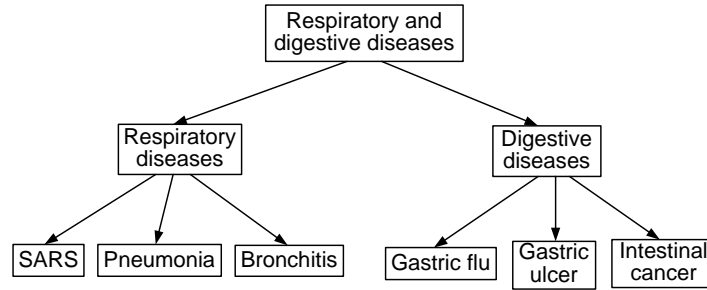 Respiratory and
digestive diseases
Respiratory
diseases
Digestive
diseases
SARS
Pneumonia
Bronchitis
Gastric flu
Gastric
ulcer
Intestinal
cancer